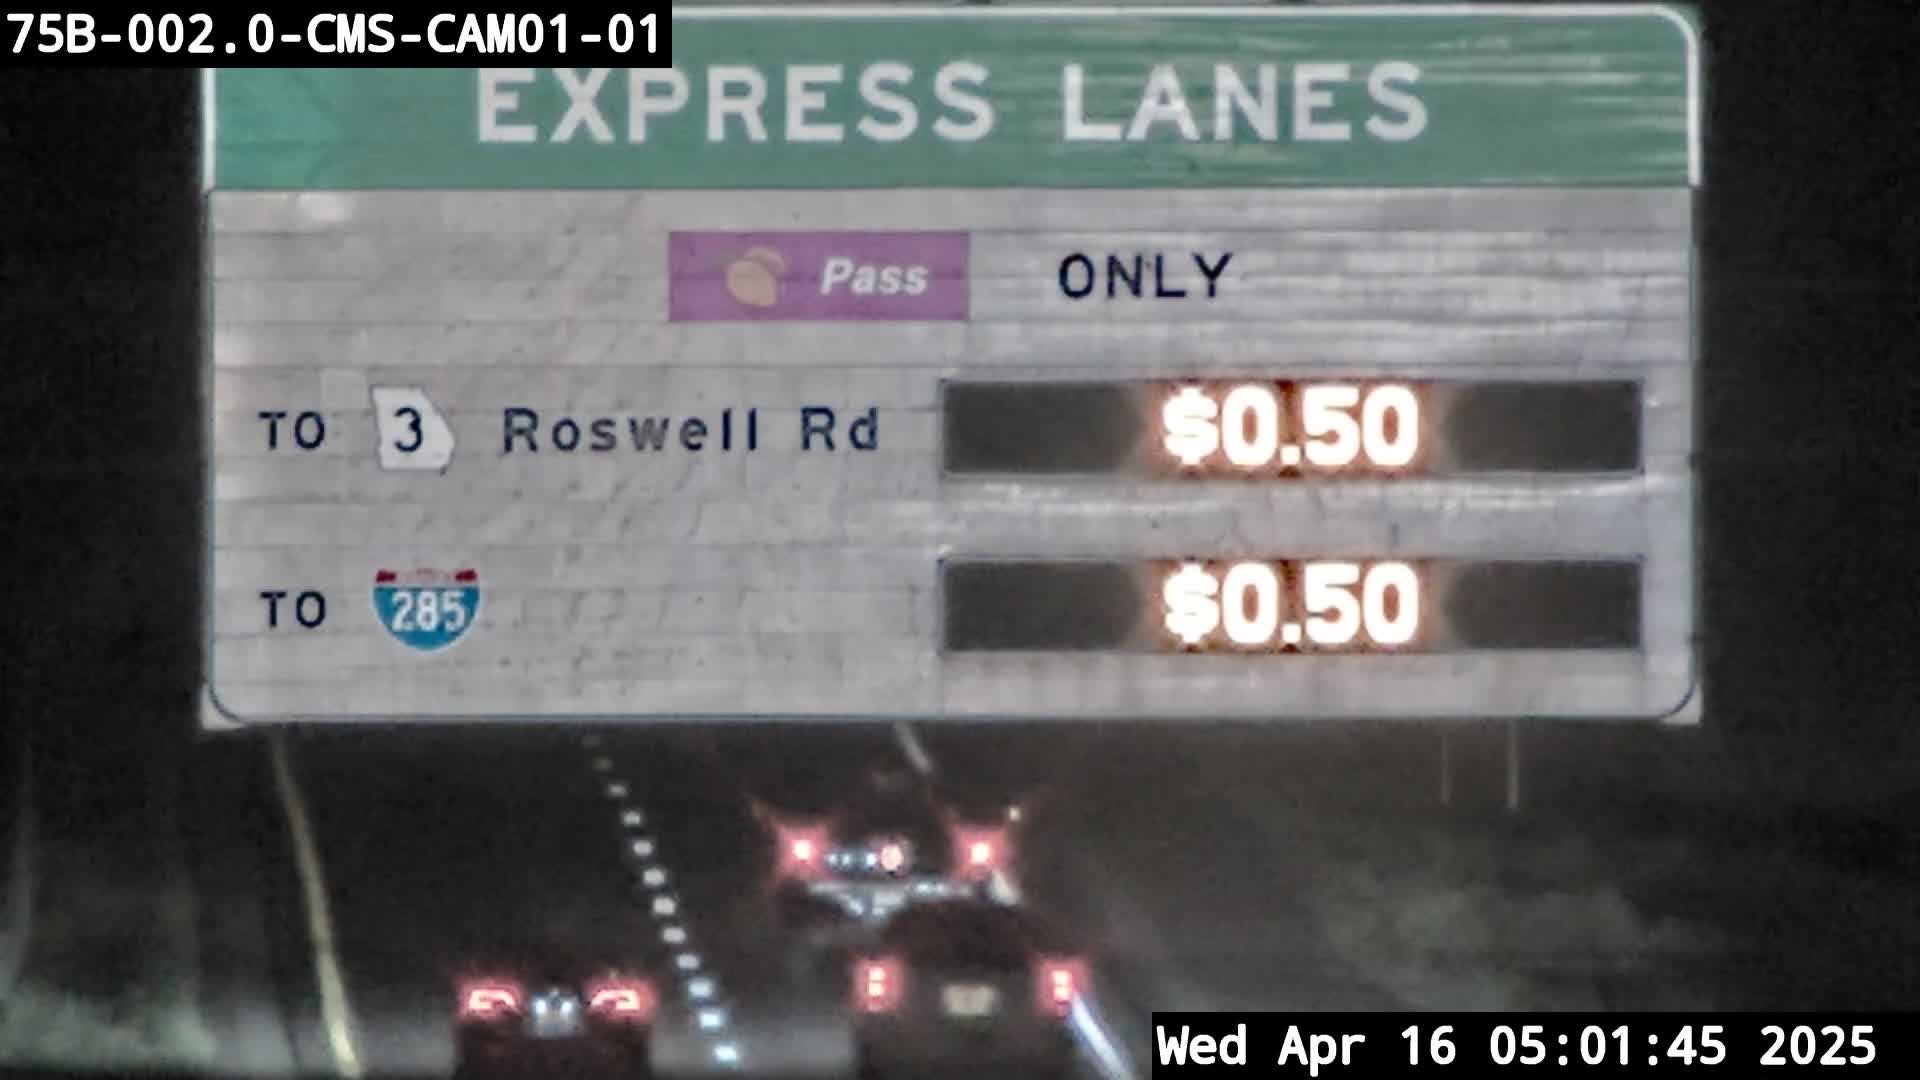 75B-002.0-CMS-CAM01-01
EXPRESS LANES
Pass ONLY
TO 3 Roswell Rd $0.50
TO 285 $0.50
Wed Apr 16 05:01:45 2025